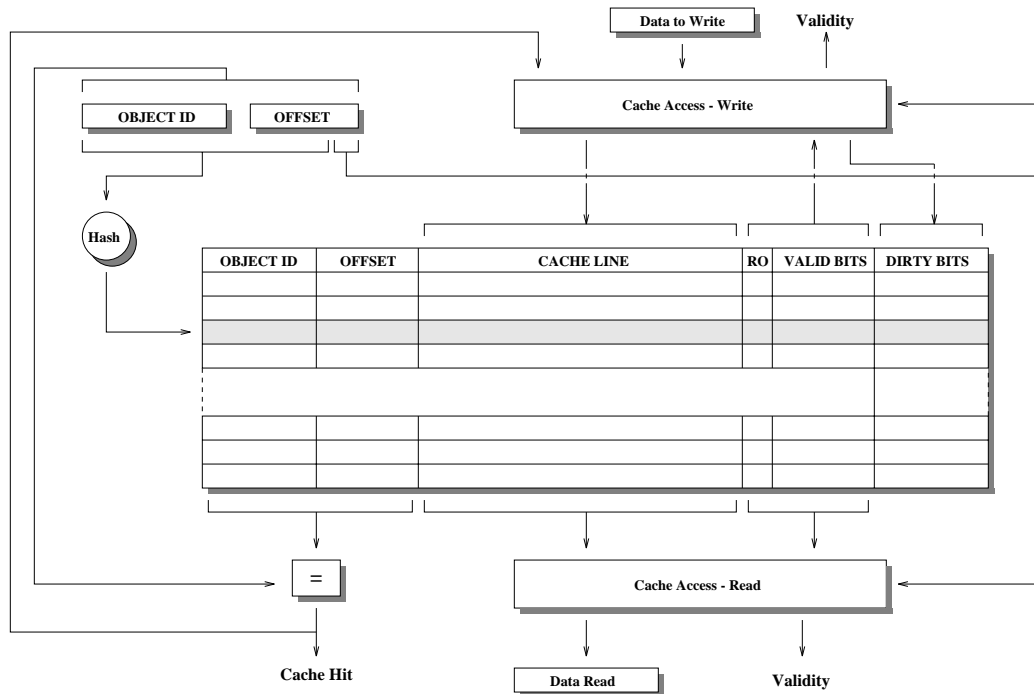 Data to Write
Validity
Cache Access - Write
OBJECT ID
OFFSET
Hash
OBJECT ID
OFFSET
CACHE LINE
RO
VALID BITS
DIRTY BITS
=
Cache Access - Read
Cache Hit
Data Read
Validity